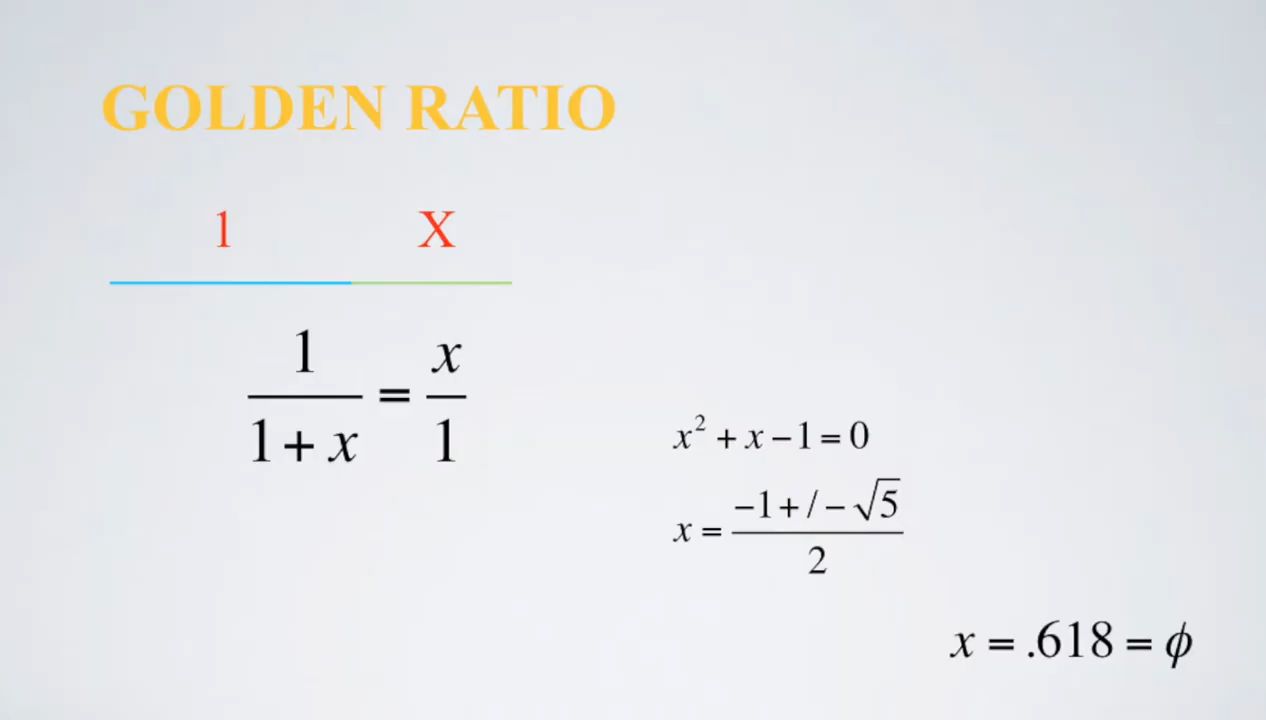 GOLDEN RATIO
1 X
1/(1 + x) = x/1
x² + x − 1 = 0
x = (−1 + / − √5)/2
x = .618 = ϕ